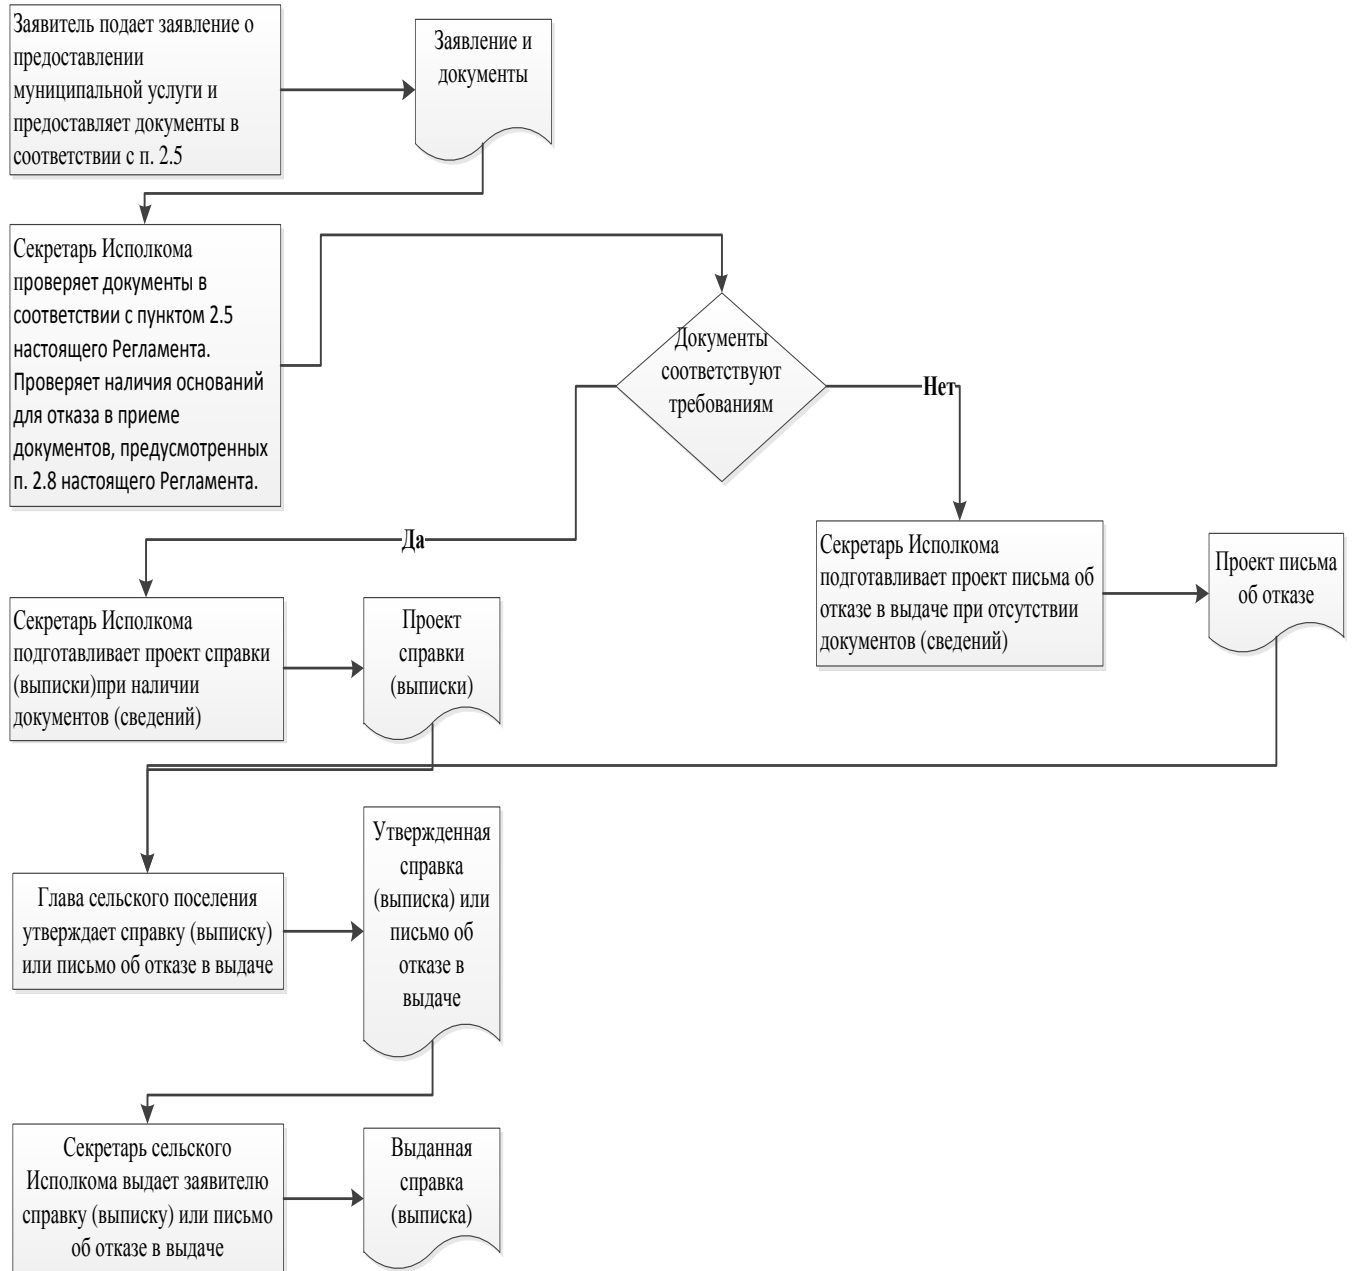 Заявитель подает заявление о
предоставлении
муниципальной услуги и
предоставляет документы в
соответствии с п. 2.5
Заявление и
документы
Секретарь Исполкома
проверяет документы в
соответствии с пунктом 2.5
настоящего Регламента.
Проверяет наличия оснований
для отказа в приеме
документов, предусмотренных
п. 2.8 настоящего Регламента.
Документы
соответствуют
требованиям
Нет
Да
Секретарь Исполкома
подготавливает проект письма об
отказе в выдаче при отсутствии
документов (сведений)
Проект письма
об отказе
Секретарь Исполкома
подготавливает проект справки
(выписки)при наличии
документов (сведений)
Проект
справки
(выписки)
Глава сельского поселения
утверждает справку (выписку)
или письмо об отказе в выдаче
Утвержденная
справка
(выписка) или
письмо об
отказе в
выдаче
Секретарь сельского
Исполкома выдает заявителю
справку (выписку) или письмо
об отказе в выдаче
Выданная
справка
(выписка)